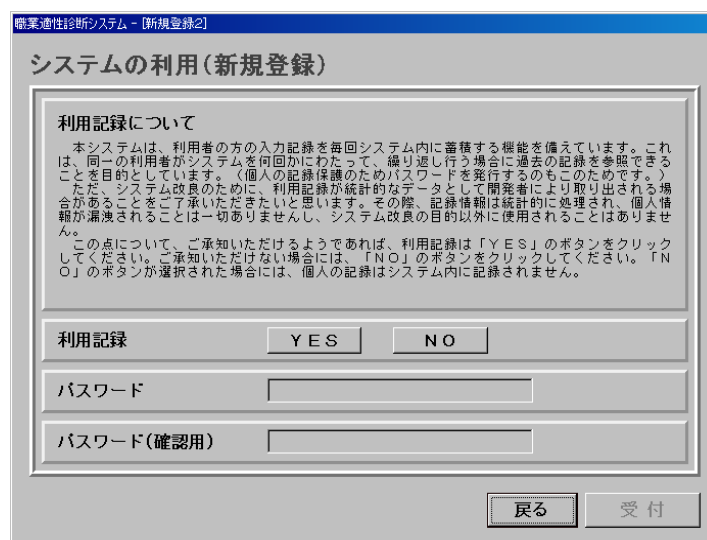 職業適性診断システム - [新規登録2]
システムの利用(新規登録)
利用記録について
　本システムは、利用者の方の入力記録を毎回システム内に蓄積する機能を備えています。これ
は、同一の利用者がシステムを何回かにわたって、繰り返し行う場合に過去の記録を参照できる
ことを目的としています。（個人の記録保護のためパスワードを発行するのもこのためです。）
　ただ、システム改良のために、利用記録が統計的なデータとして開発者により取り出される場
合があることをご了承いただきたいと思います。その際、記録情報は統計的に処理され、個人情
報が漏洩されることは一切ありませんし、システム改良の目的以外に使用されることはありませ
ん。
　この点について、ご承知いただけるようであれば、利用記録は「ＹＥＳ」のボタンをクリック
してください。ご承知いただけない場合には、「ＮＯ」のボタンをクリックしてください。「Ｎ
Ｏ」のボタンが選択された場合には、個人の記録はシステム内に記録されません。
利用記録 ＹＥＳ ＮＯ
パスワード
パスワード(確認用)
戻る 受 付